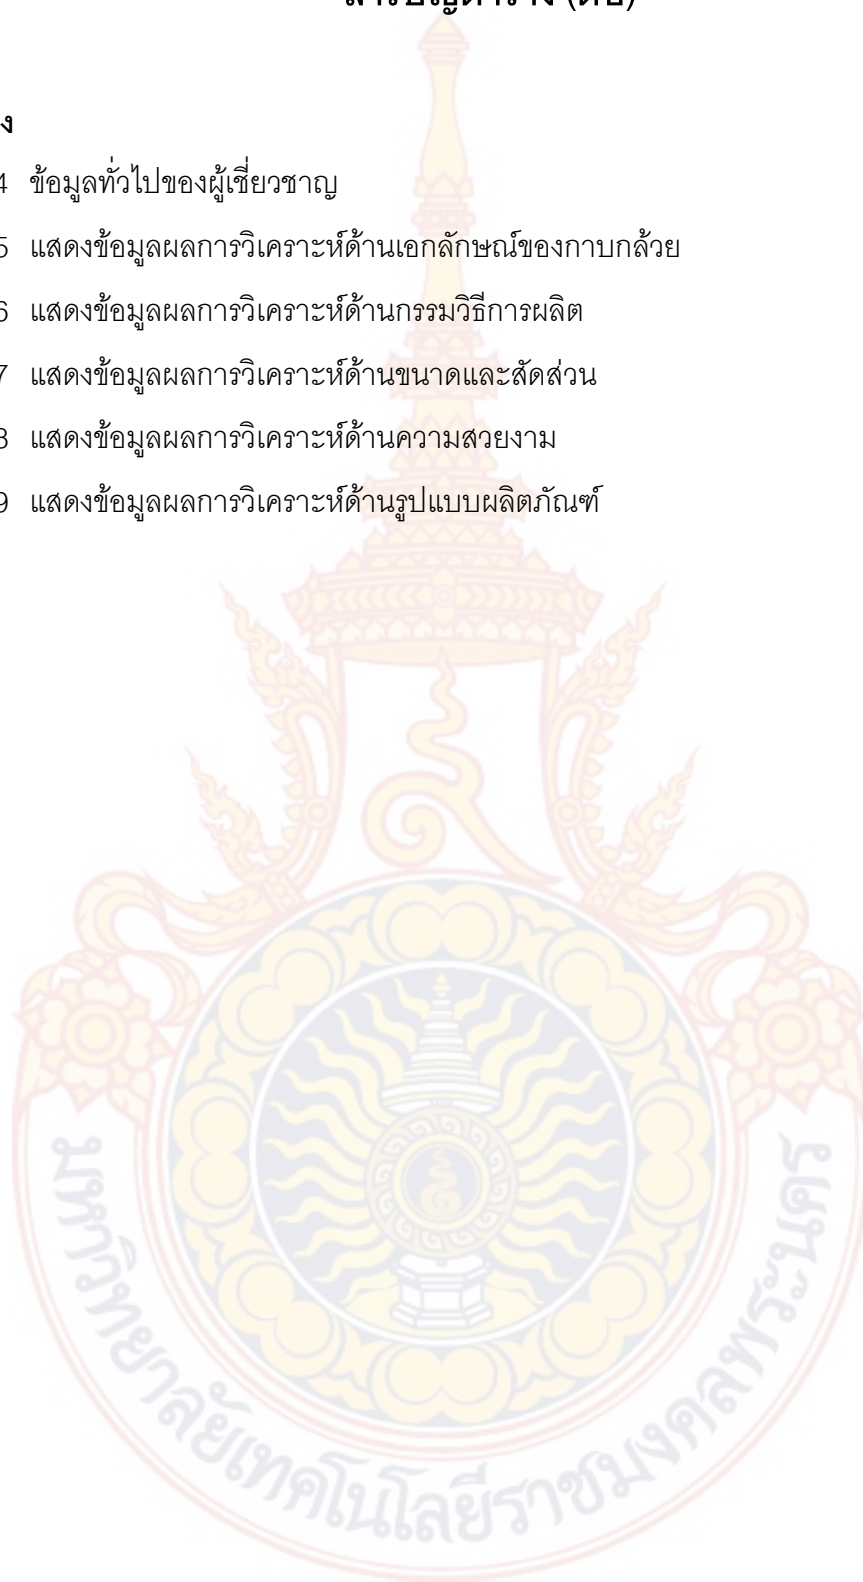 สารบัญตาราง (ต่อ)
ง
4 ข้อมูลทั่วไปของผู้เชี่ยวชาญ
5 แสดงข้อมูลผลการวิเคราะห์ด้านเอกลักษณ์ของกาบกล้วย
6 แสดงข้อมูลผลการวิเคราะห์ด้านกรรมวิธีการผลิต
7 แสดงข้อมูลผลการวิเคราะห์ด้านขนาดและสัดส่วน
8 แสดงข้อมูลผลการวิเคราะห์ด้านความสวยงาม
9 แสดงข้อมูลผลการวิเคราะห์ด้านรูปแบบผลิตภัณฑ์
มหาวิทยาลัยเทคโนโลยีราชมงคลพระนคร